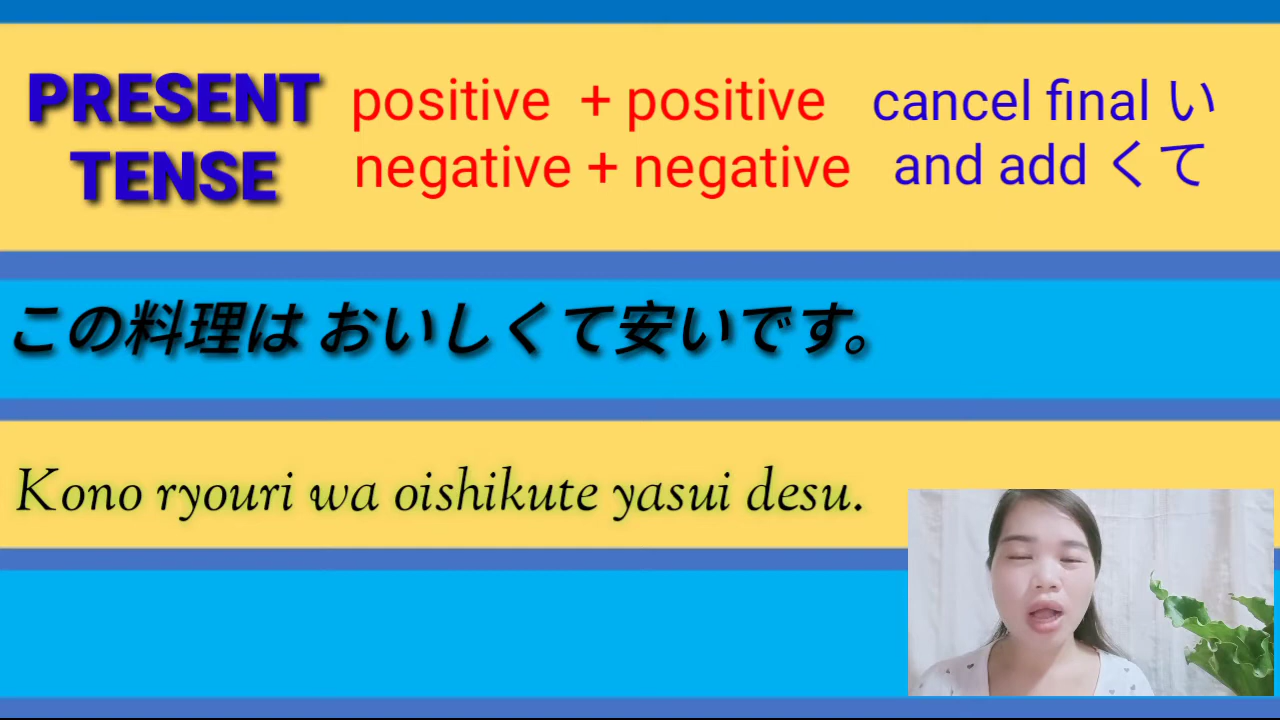 PRESENT TENSE
positive + positive cancel final い
negative + negative and add くて
この料理は おいしくて安いです。
Kono ryouri wa oishikute yasui desu.